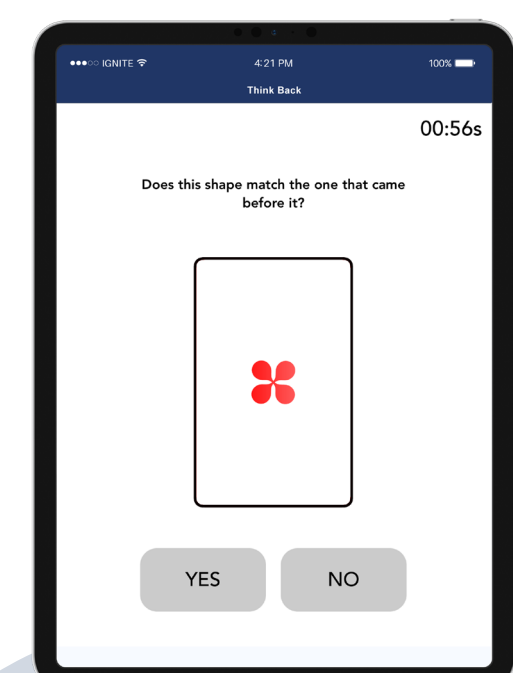 IGNITE
4:21 PM
100%
Think Back
00:56s
Does this shape match the one that came
before it?
YES
NO